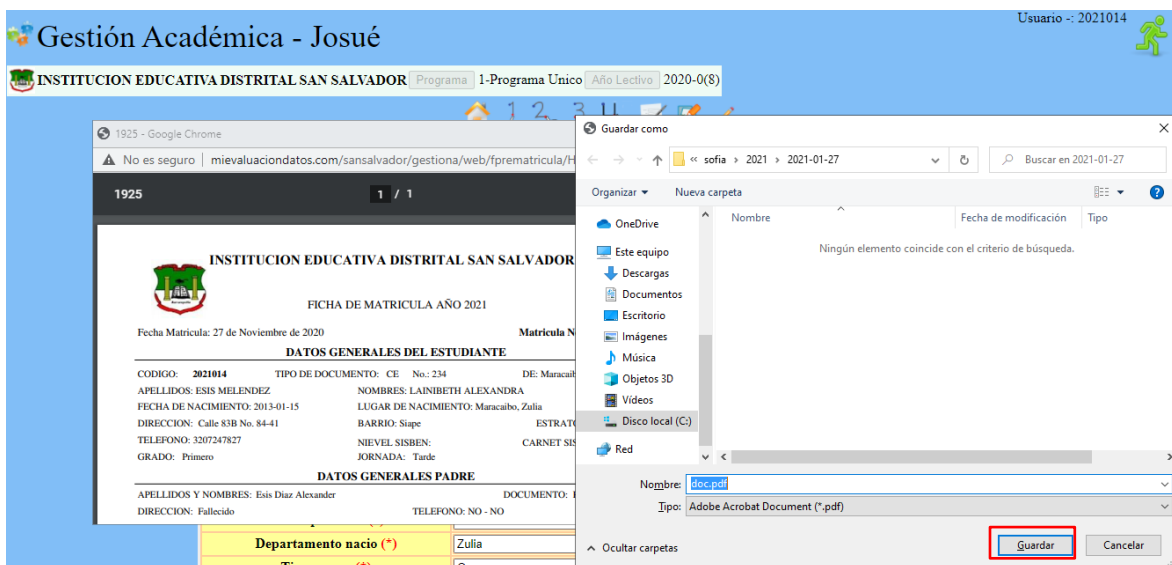 Usuario -: 2021014
Gestión Académica - Josué
INSTITUCION EDUCATIVA DISTRITAL SAN SALVADOR Programa 1-Programa Unico Año Lectivo 2020-0(8)
1 2 3
1925 - Google Chrome
No es seguro | mievaluaciondatos.com/sansalvador/gestiona/web/fprematricula/H
1925 1 / 1
INSTITUCION EDUCATIVA DISTRITAL SAN SALVADOR
FICHA DE MATRICULA AÑO 2021
Fecha Matricula: 27 de Noviembre de 2020 Matricula N
DATOS GENERALES DEL ESTUDIANTE
CODIGO: 2021014 TIPO DE DOCUMENTO: CE No.: 234 DE: Maracaib
APELLIDOS: ESIS MELENDEZ NOMBRES: LAINIBETH ALEXANDRA
FECHA DE NACIMIENTO: 2013-01-15 LUGAR DE NACIMIENTO: Maracaibo, Zulia
DIRECCION: Calle 83B No. 84-41 BARRIO: Siape ESTRATO
TELEFONO: 3207247827 NIEVEL SISBEN: CARNET SIS
GRADO: Primero JORNADA: Tarde
DATOS GENERALES PADRE
APELLIDOS Y NOMBRES: Esis Diaz Alexander DOCUMENTO:
DIRECCION: Fallecido TELEFONO: NO - NO
Departamento nacio (*) Zulia
Guardar como
« sofia › 2021 › 2021-01-27 Buscar en 2021-01-27
Organizar Nueva carpeta
Nombre Fecha de modificación Tipo
Ningún elemento coincide con el criterio de búsqueda.
OneDrive
Este equipo
Descargas
Documentos
Escritorio
Imágenes
Música
Objetos 3D
Vídeos
Disco local (C:)
Red
Nombre: doc.pdf
Tipo: Adobe Acrobat Document (*.pdf)
Ocultar carpetas Guardar Cancelar